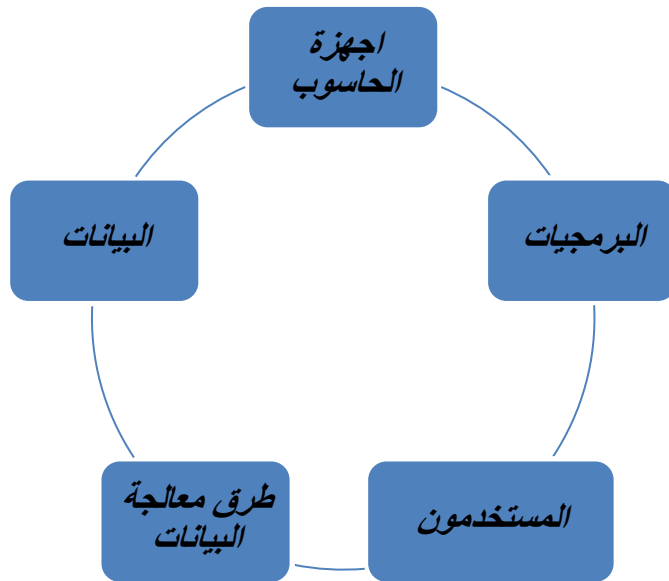 اجهزة
الحاسوب
البرمجيات
المستخدمون
طرق معالجة
البيانات
البيانات